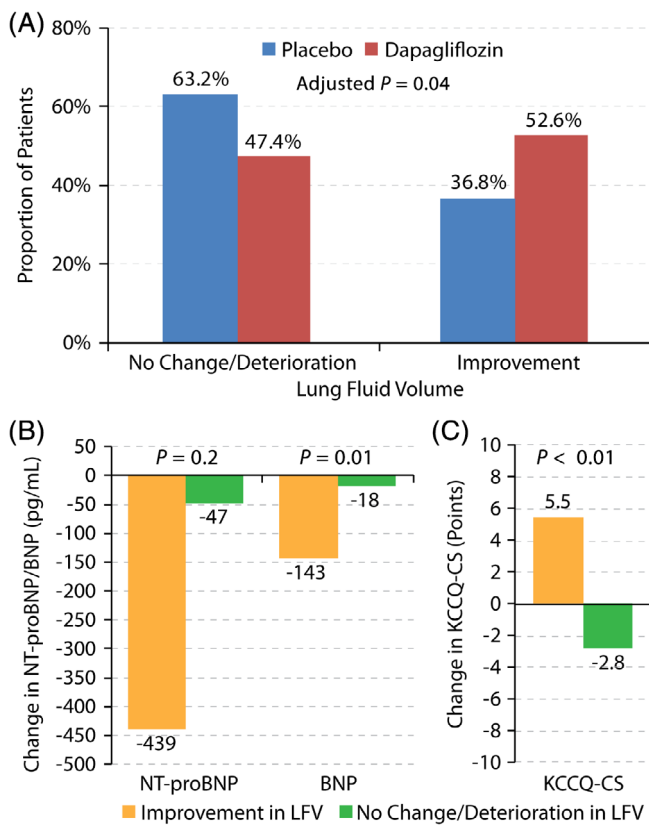 (A)
80%
60%
40%
20%
0%
Proportion of Patients
Placebo Dapagliflozin
Adjusted P = 0.04
63.2%
47.4%
36.8%
52.6%
No Change/Deterioration Improvement
Lung Fluid Volume
(B)
50
0
-50
-100
-150
-200
-250
-300
-350
-400
-450
-500
Change in NT-proBNP/BNP (pg/mL)
P = 0.2 P = 0.01
-439
-47
-143
-18
NT-proBNP BNP
(C)
10
8
6
4
2
0
-2
-4
-6
-8
-10
Change in KCCQ-CS (Points)
P < 0.01
5.5
-2.8
KCCQ-CS
Improvement in LFV No Change/Deterioration in LFV